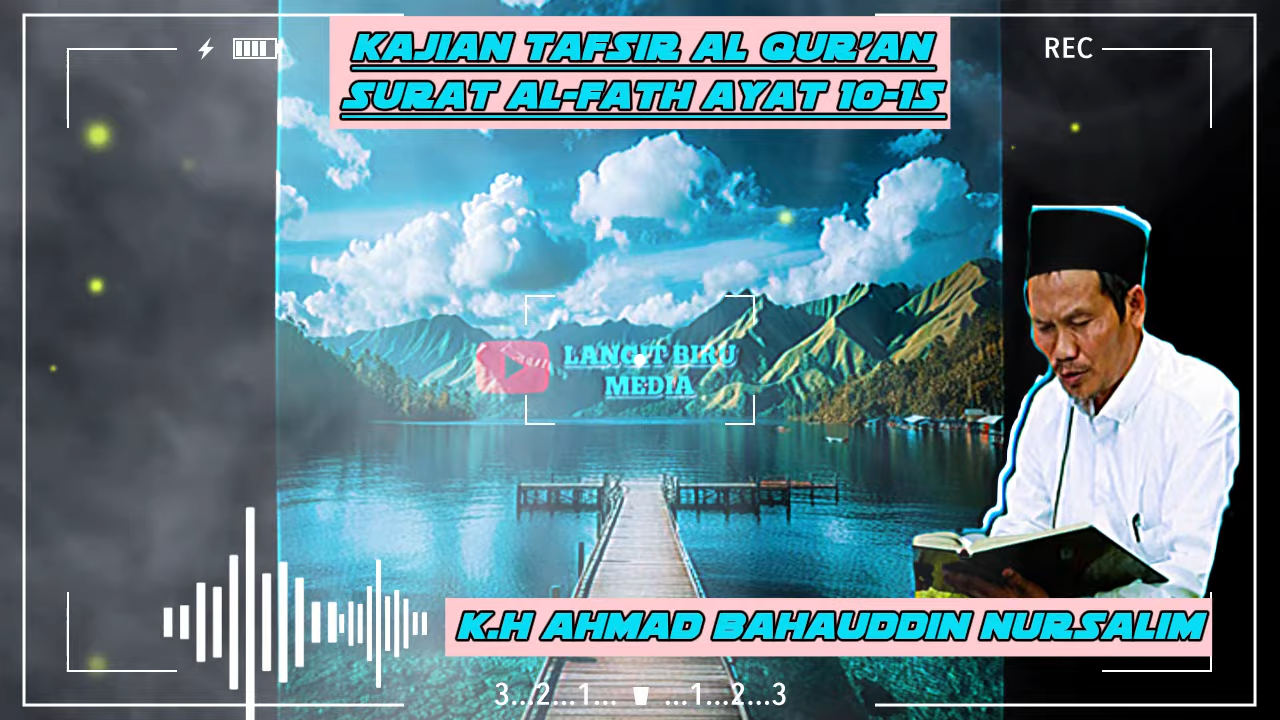 KAJIAN TAFSIR AL QUR'AN
SURAT AL-FATH AYAT 10-15
REC
LANGIT BIRU
MEDIA
K.H AHMAD BAHAUDDIN NURSALIM
3...2...1... ...1...2...3